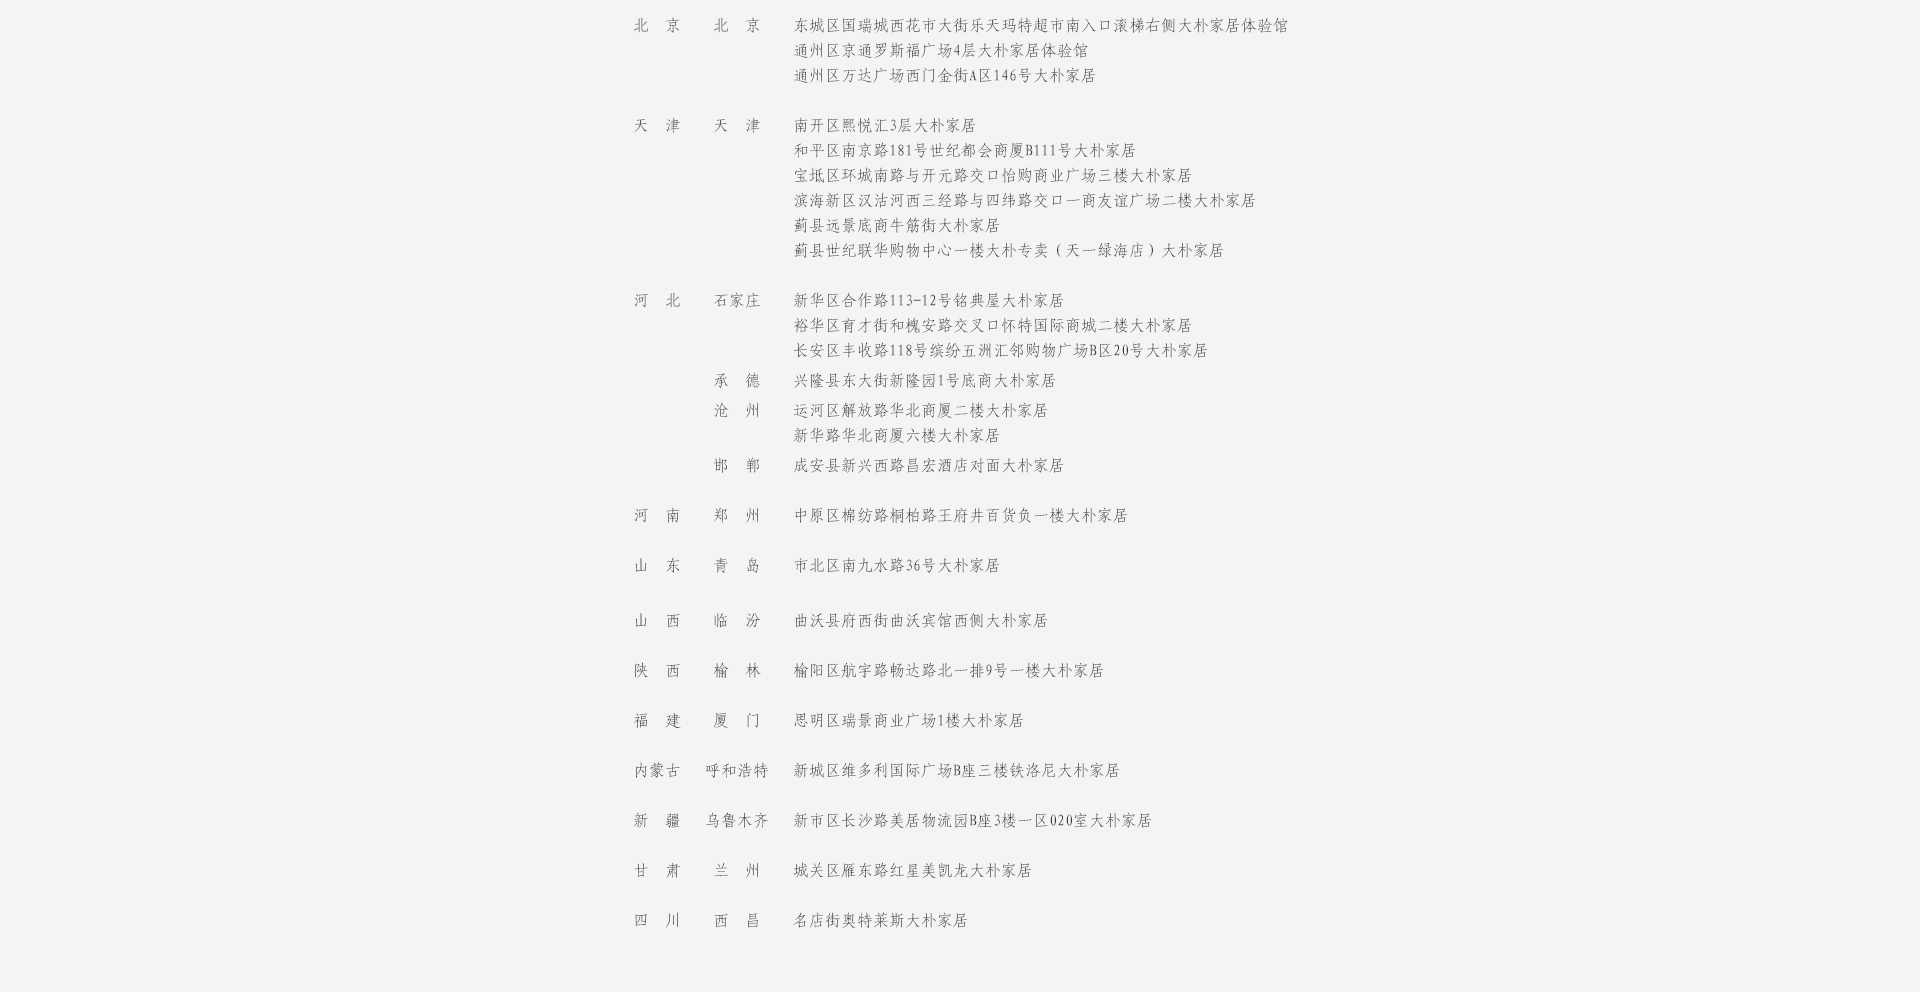 北 京 北 京 东城区国瑞城西花市大街乐天玛特超市南入口滚梯右侧大朴家居体验馆
通州区京通罗斯福广场4层大朴家居体验馆
通州区万达广场西门金街A区146号大朴家居
天 津 天 津 南开区熙悦汇3层大朴家居
和平区南京路181号世纪都会商厦B111号大朴家居
宝坻区环城南路与开元路交口怡购商业广场三楼大朴家居
滨海新区汉沽河西三经路与四纬路交口一商友谊广场二楼大朴家居
蓟县远景底商牛筋街大朴家居
蓟县世纪联华购物中心一楼大朴专卖（天一绿海店）大朴家居
河 北 石家庄 新华区合作路113-12号铭典屋大朴家居
裕华区育才街和槐安路交叉口怀特国际商城二楼大朴家居
长安区丰收路118号缤纷五洲汇邻购物广场B区20号大朴家居
承 德 兴隆县东大街新隆园1号底商大朴家居
沧 州 运河区解放路华北商厦二楼大朴家居
新华路华北商厦六楼大朴家居
邯 郸 成安县新兴西路昌宏酒店对面大朴家居
河 南 郑 州 中原区棉纺路桐柏路王府井百货负一楼大朴家居
山 东 青 岛 市北区南九水路36号大朴家居
山 西 临 汾 曲沃县府西街曲沃宾馆西侧大朴家居
陕 西 榆 林 榆阳区航宇路畅达路北一排9号一楼大朴家居
福 建 厦 门 思明区瑞景商业广场1楼大朴家居
内蒙古 呼和浩特 新城区维多利国际广场B座三楼铁洛尼大朴家居
新 疆 乌鲁木齐 新市区长沙路美居物流园B座3楼一区020室大朴家居
甘 肃 兰 州 城关区雁东路红星美凯龙大朴家居
四 川 西 昌 名店街奥特莱斯大朴家居